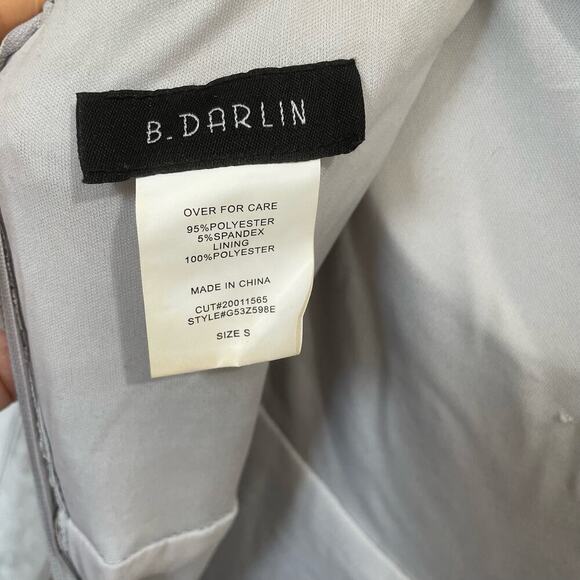 B. DARLIN
OVER FOR CARE
95%POLYESTER
5%SPANDEX
LINING
100%POLYESTER
MADE IN CHINA
CUT#20011565
STYLE#G53Z598E
SIZE S